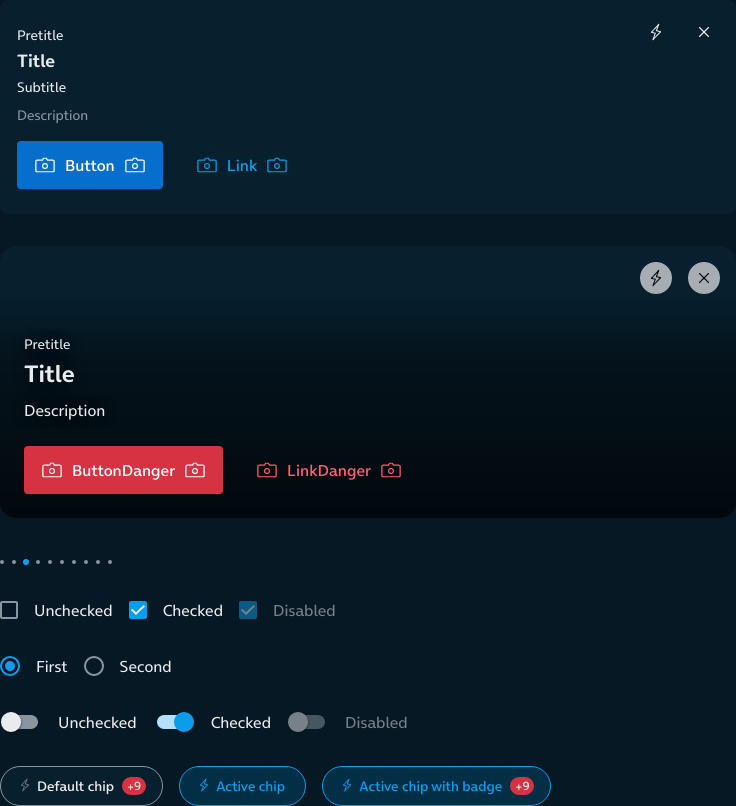 Pretitle
Title
Subtitle
Description
Button Link
Pretitle
Title
Description
ButtonDanger LinkDanger
Unchecked Checked Disabled
First Second
Unchecked Checked Disabled
Default chip +9 Active chip Active chip with badge +9